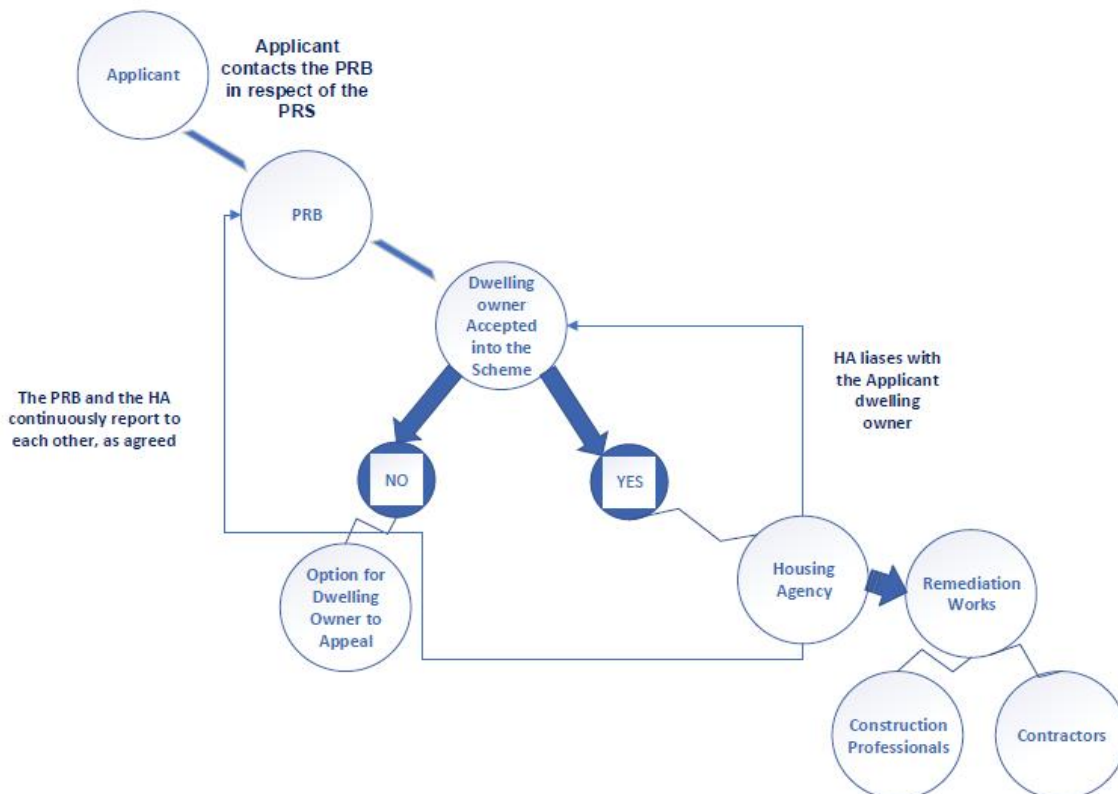 Applicant
Applicant
contacts the PRB
in respect of the
PRS
PRB
Dwelling
owner
Accepted
into the
Scheme
HA liases with
the Applicant
dwelling
owner
The PRB and the HA
continuously report to
each other, as agreed
NO
YES
Option for
Dwelling
Owner to
Appeal
Housing
Agency
Remediation
Works
Construction
Professionals
Contractors